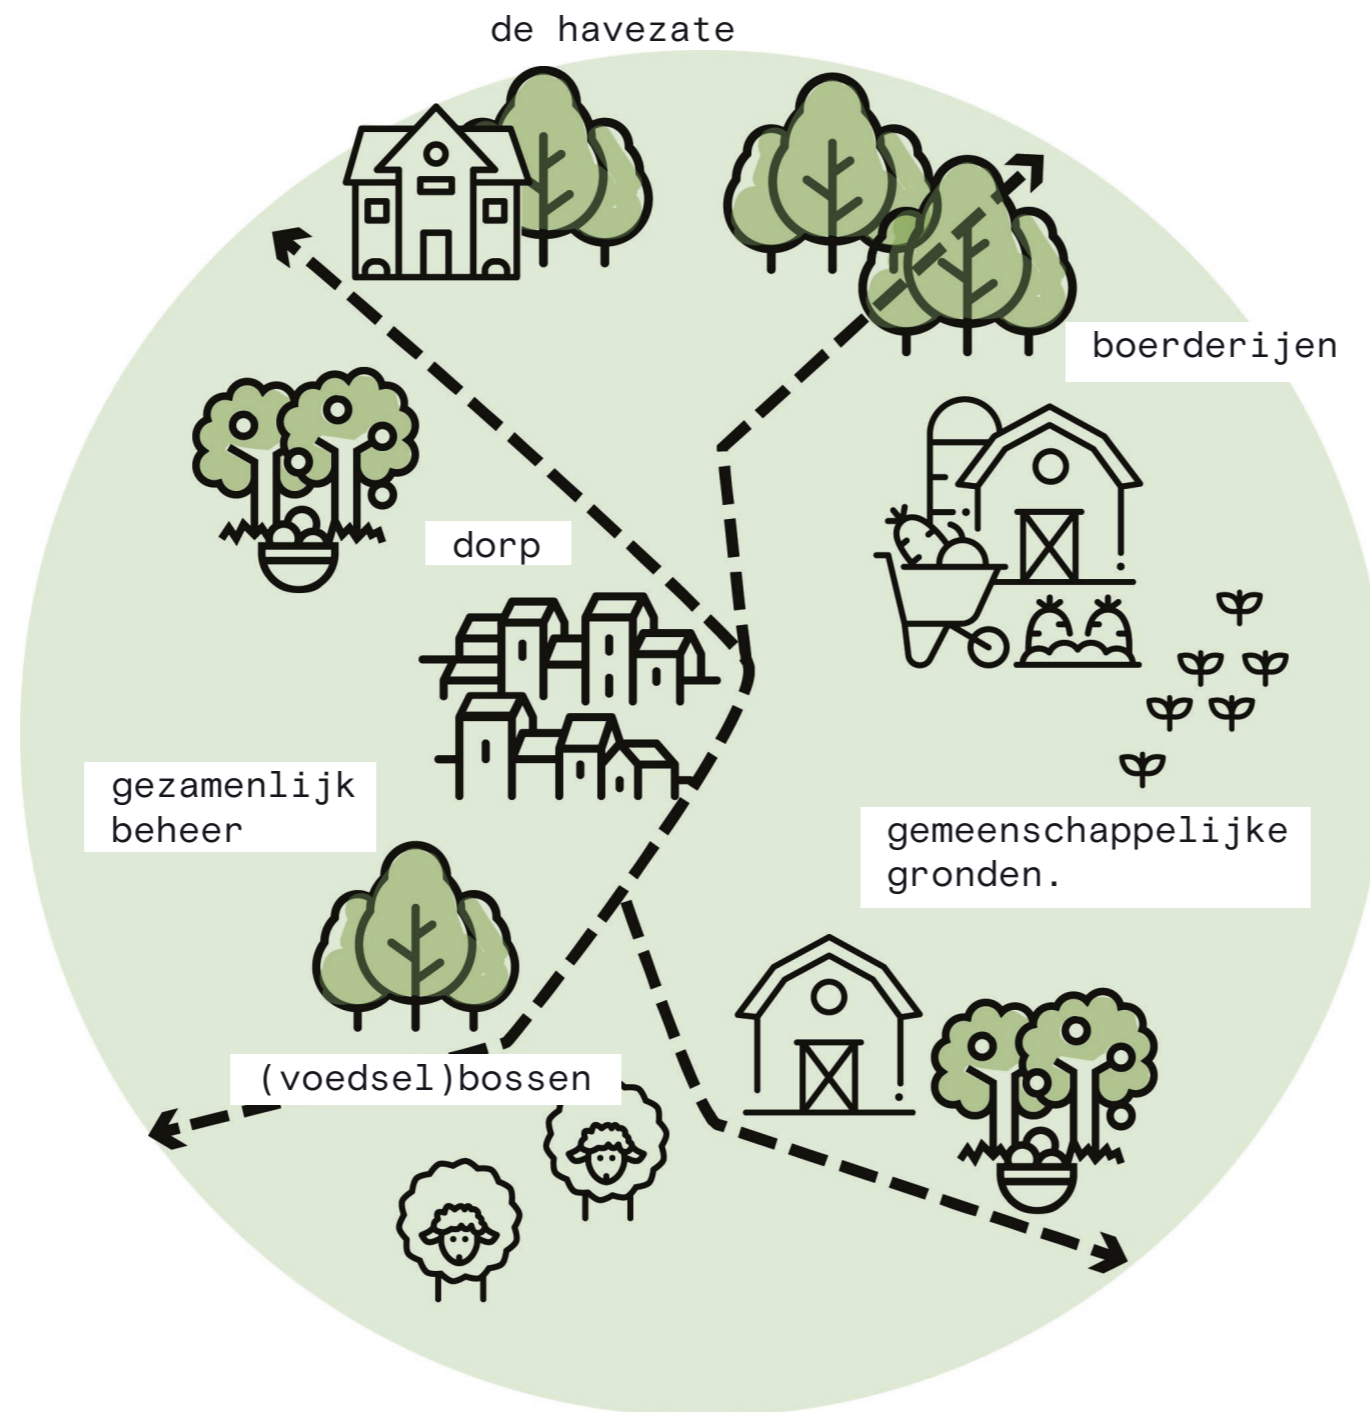 de havezate
boerderijen
dorp
gezamenlijk
beheer
gemeenschappelijke
gronden.
(voedsel)bossen